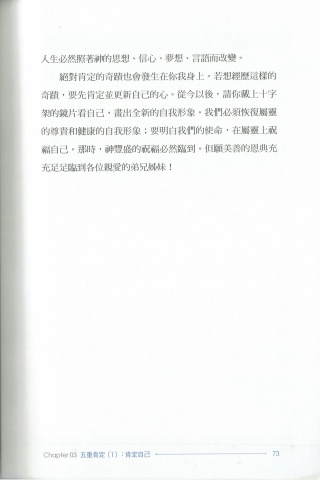 人生必然照著神的思想、信心、夢想、言語而改變。
絕對肯定的奇蹟也會發生在你我身上，若想經歷這樣的
奇蹟，要先肯定並更新自己的心。從今以後，請你戴上十字
架的鏡片看自己，畫出全新的自我形象。我們必須恢復屬靈
的尊貴和健康的自我形象；要明白我們的使命，在屬靈上祝
福自己。那時，神豐盛的祝福必然臨到。但願美善的恩典充
充足足臨到各位親愛的弟兄姊妹！
Chapter 03 五重肯定（1）：肯定自己 73